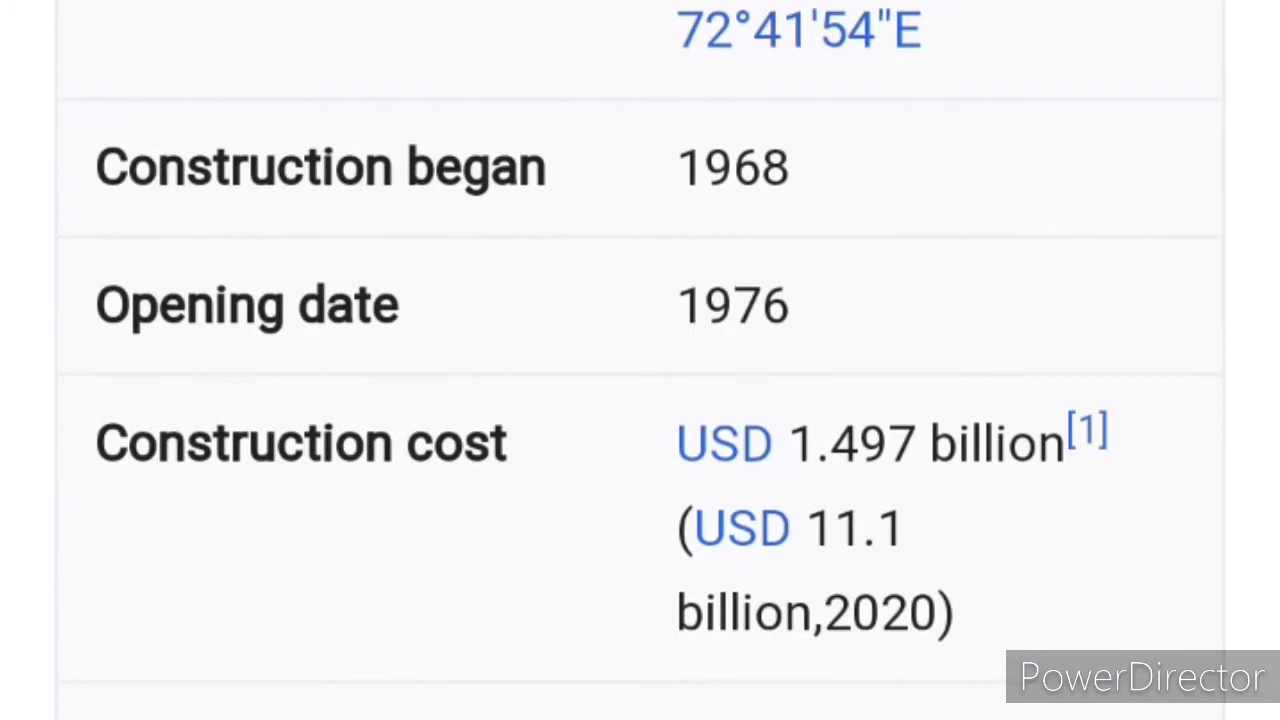 72°41'54"E
Construction began 1968
Opening date 1976
Construction cost USD 1.497 billion[1]
(USD 11.1
billion,2020)
PowerDirector